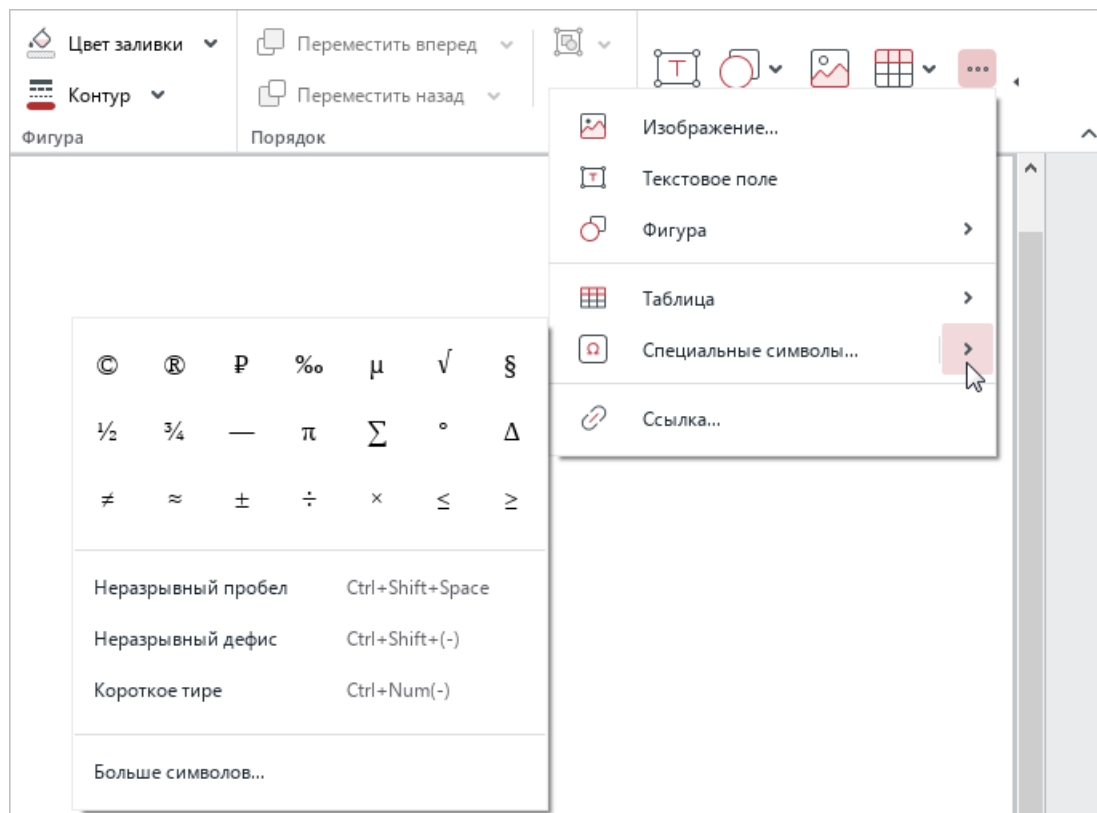 Цвет заливки
Переместить вперед
Контур
Переместить назад
Фигура
Порядок
Изображение...
Текстовое поле
Фигура
Таблица
Специальные символы...
Ссылка...
© ® ₽ ‰ µ √ §
½ ¾ — π ∑ ° Δ
≠ ≈ ± ÷ × ≤ ≥
Неразрывный пробел Ctrl+Shift+Space
Неразрывный дефис Ctrl+Shift+(-)
Короткое тире Ctrl+Num(-)
Больше символов...